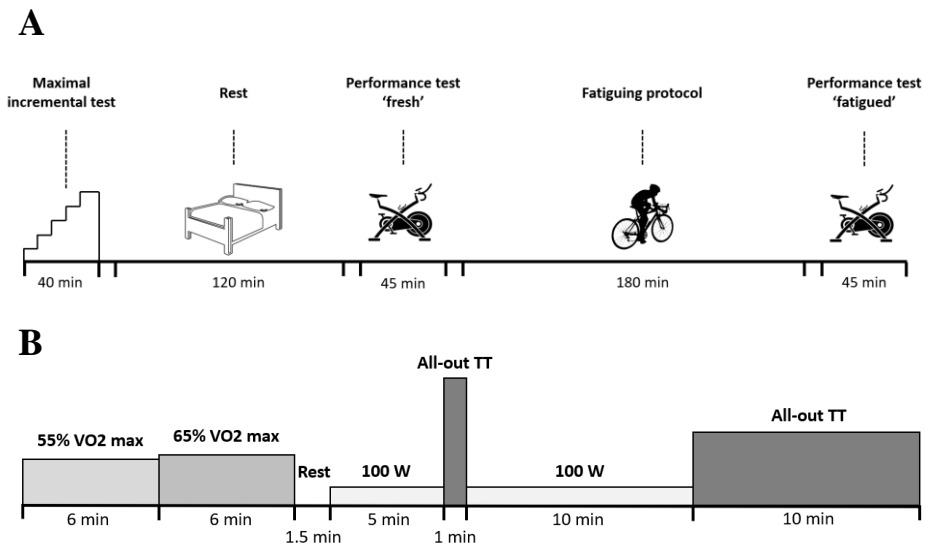 A
Maximal
incremental test
Rest
Performance test
'fresh'
Fatiguing protocol
Performance test
'fatigued'
40 min
120 min
45 min
180 min
45 min
B
All-out TT
All-out TT
55% VO2 max
65% VO2 max
Rest
100 W
100 W
6 min
6 min
1.5 min
5 min
1 min
10 min
10 min